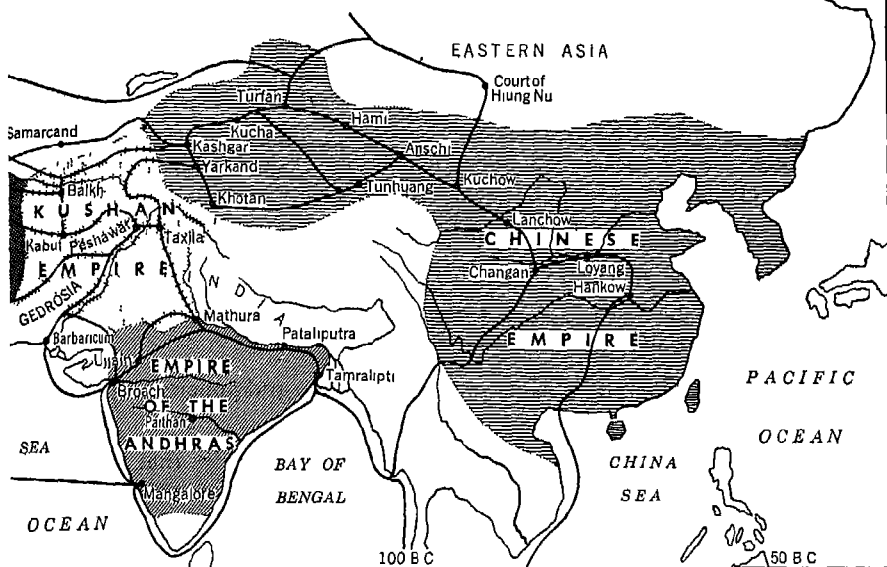 EASTERN ASIA
Court of
Hiung Nu
Turfan
Hami
Samarcand
Kucha
Kashgar
Anschi
Yarkand
Tunhuang
Kuchow
Balkh
Khotan
KUSHAN
Lanchow
Kabul
Peshawar
Taxila
CHINESE
EMPIRE
Changan
Loyang
Hankow
INDIA
GEDROSIA
Mathura
Barbaricum
Pataliputra
EMPIRE
Ujjain
EMPIRE
Tamralipti
Broach
OF THE
Paithan
ANDHRAS
PACIFIC
OCEAN
SEA
BAY OF
BENGAL
CHINA
SEA
Mangalore
OCEAN
100 B C
50 B C